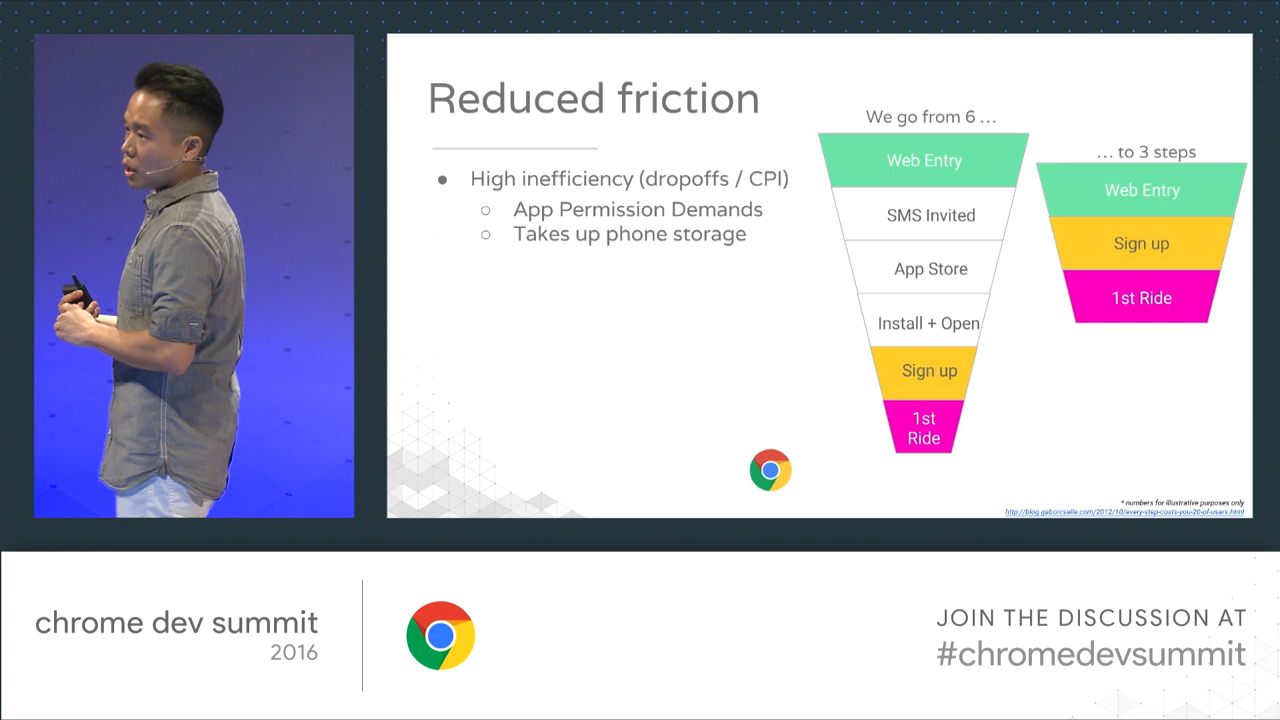 Reduced friction
● High inefficiency (dropoffs / CPI)
○ App Permission Demands
○ Takes up phone storage
We go from 6 …
Web Entry
SMS Invited
App Store
Install + Open
Sign up
1st
Ride
… to 3 steps
Web Entry
Sign up
1st Ride
* numbers for illustrative purposes only
http://blog.gaborcselle.com/2012/10/every-step-costs-you-20-of-users.html
chrome dev summit
2016
JOIN THE DISCUSSION AT
#chromedevsummit